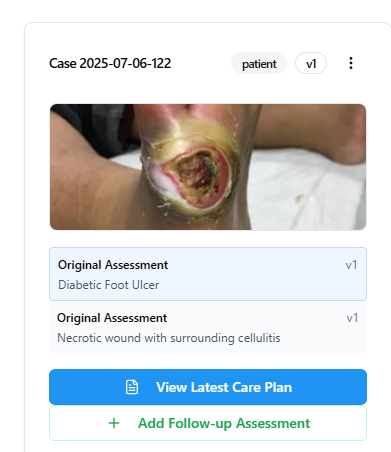 Case 2025-07-06-122
patient
v1
Original Assessment
v1
Diabetic Foot Ulcer
Original Assessment
v1
Necrotic wound with surrounding cellulitis
View Latest Care Plan
+ Add Follow-up Assessment